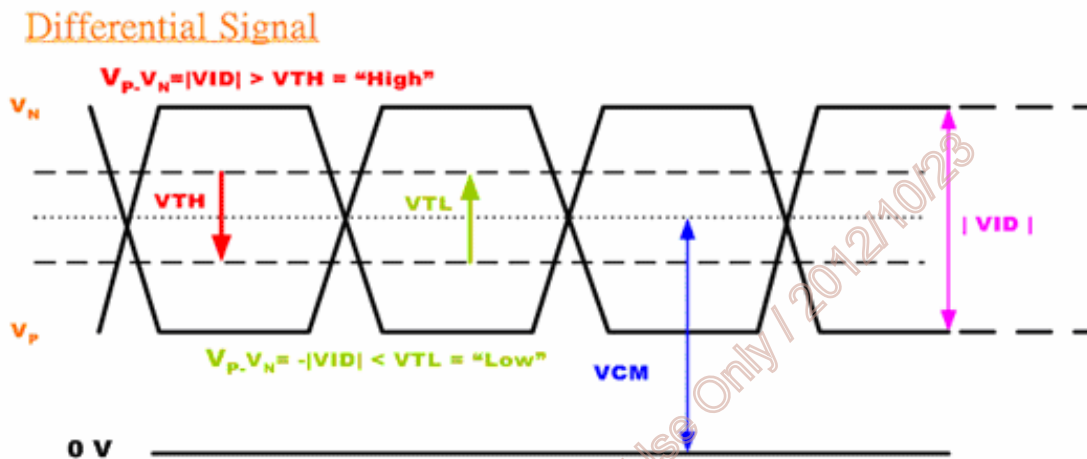 Differential Signal
VP-VN=|VID| > VTH = “High”
VN
VTH
VTL
| VID |
VP
VP-VN= -|VID| < VTL = “Low”
VCM
0 V
Use Only / 2012/10/23